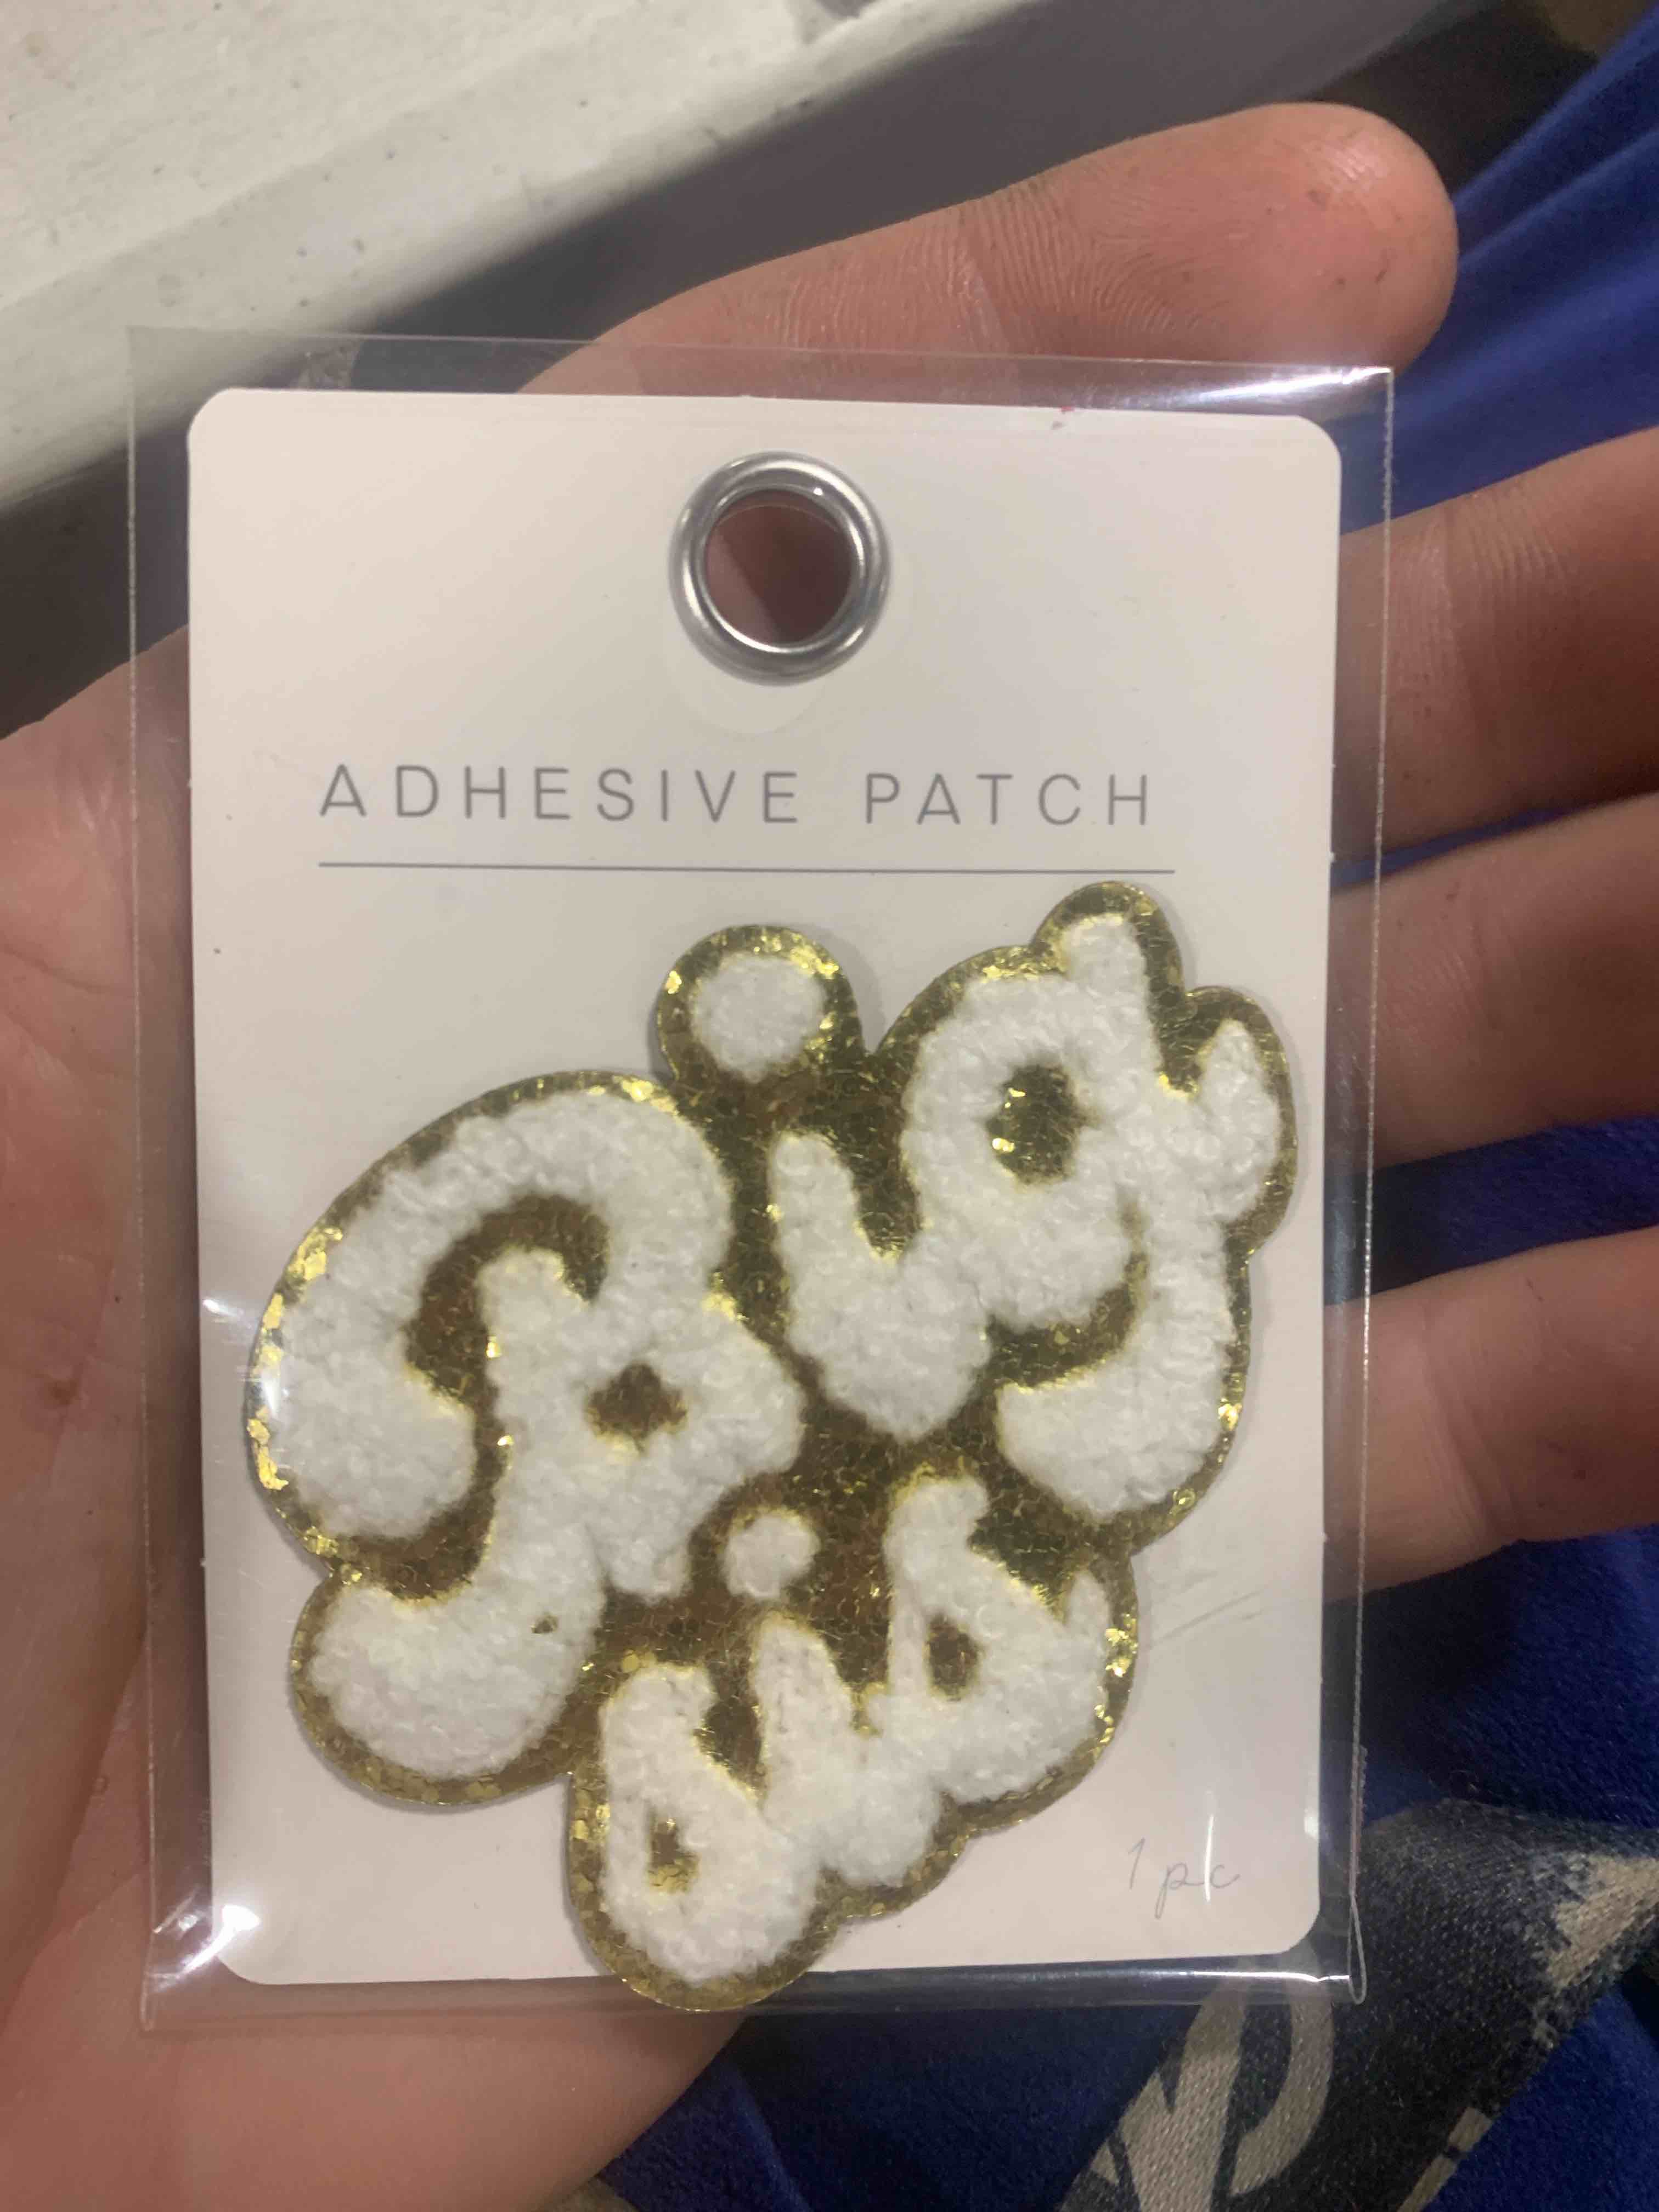 ADHESIVE PATCH
Big
sis
1 pc